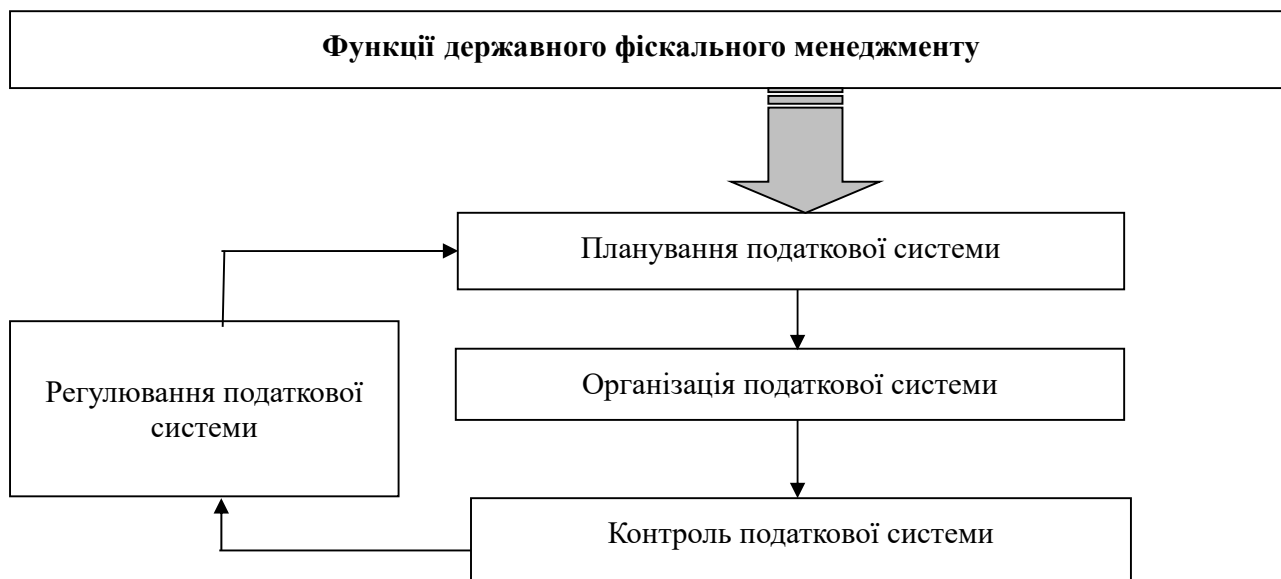 Функції державного фіскального менеджменту
Планування податкової системи
Організація податкової системи
Регулювання податкової
системи
Контроль податкової системи